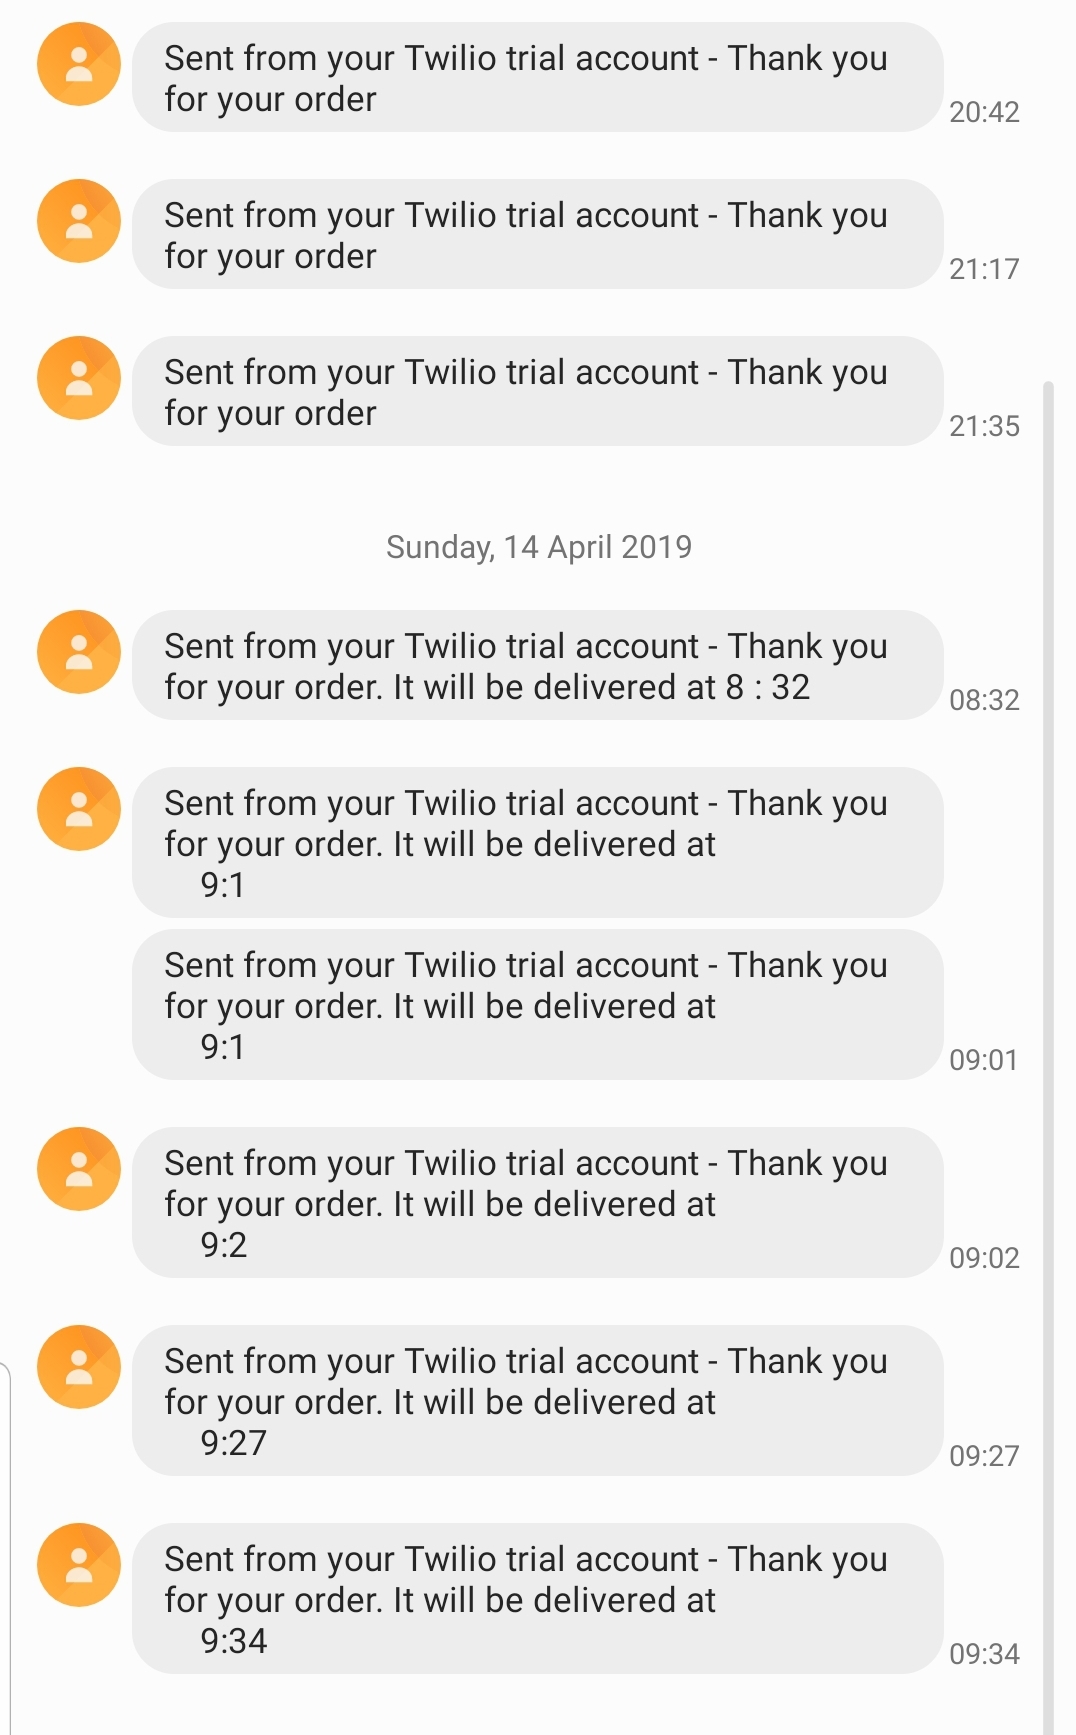 Sent from your Twilio trial account - Thank you
for your order
20:42
Sent from your Twilio trial account - Thank you
for your order
21:17
Sent from your Twilio trial account - Thank you
for your order
21:35
Sunday, 14 April 2019
Sent from your Twilio trial account - Thank you
for your order. It will be delivered at 8 : 32
08:32
Sent from your Twilio trial account - Thank you
for your order. It will be delivered at
9:1
Sent from your Twilio trial account - Thank you
for your order. It will be delivered at
9:1
09:01
Sent from your Twilio trial account - Thank you
for your order. It will be delivered at
9:2
09:02
Sent from your Twilio trial account - Thank you
for your order. It will be delivered at
9:27
09:27
Sent from your Twilio trial account - Thank you
for your order. It will be delivered at
9:34
09:34